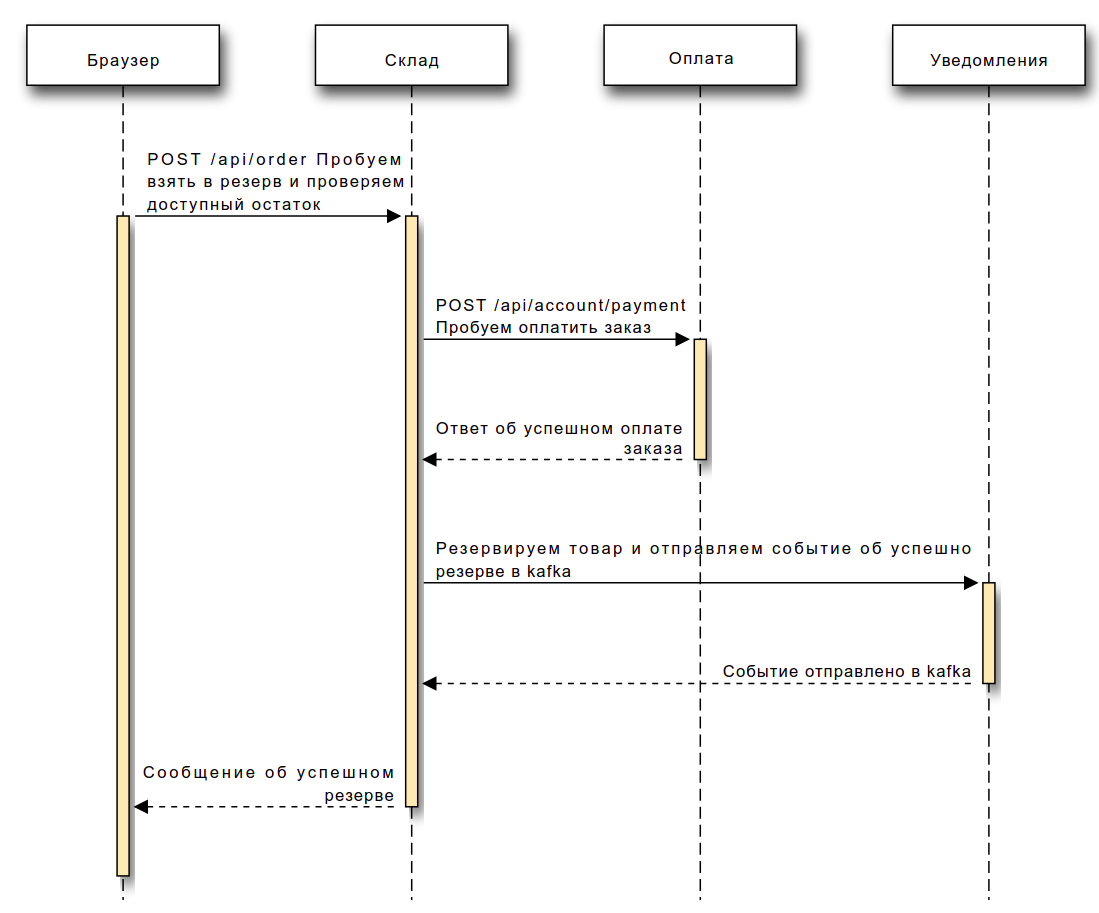 Браузер
Склад
Оплата
Уведомления
POST /api/order Пробуем
взять в резерв и проверяем
доступный остаток
POST /api/account/payment
Пробуем оплатить заказ
Ответ об успешном оплате
заказа
Резервируем товар и отправляем событие об успешно
резерве в kafka
Событие отправлено в kafka
Сообщение об успешном
резерве